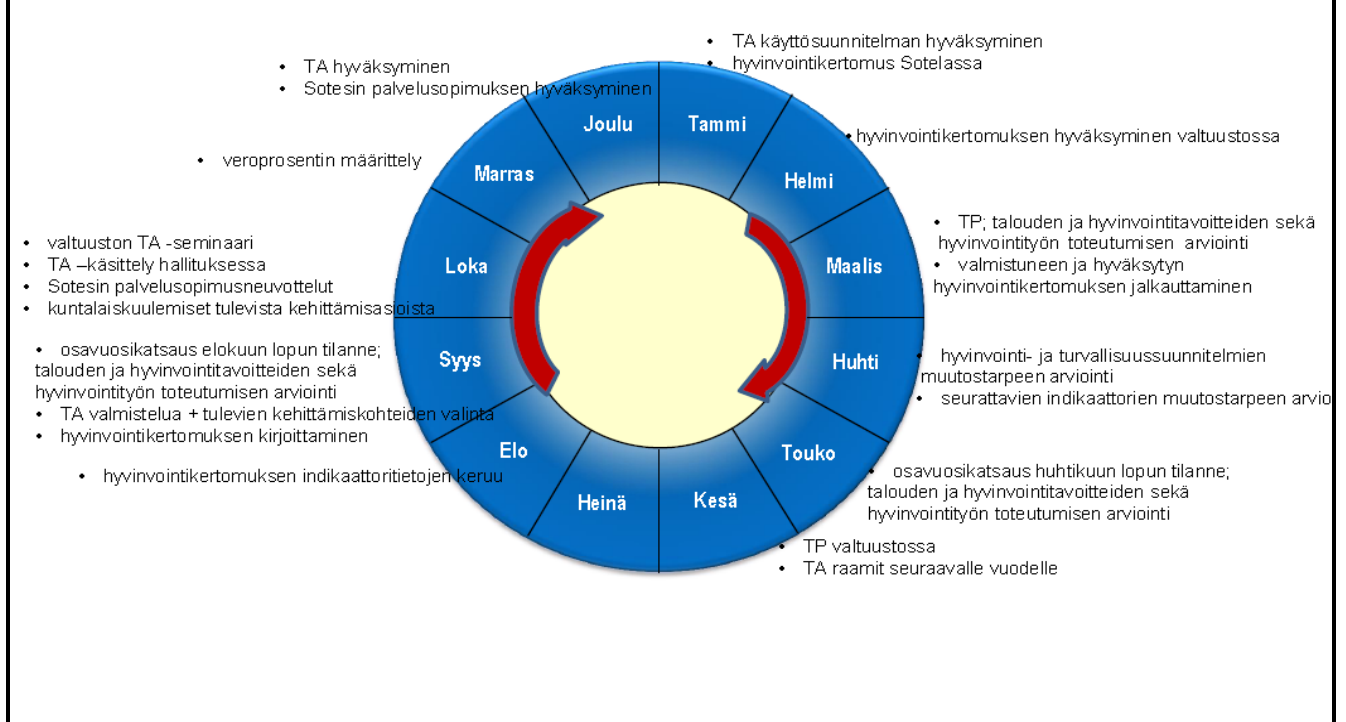 • TA käyttösuunnitelman hyväksyminen
• hyvinvointikertomus Sotelassa
• TA hyväksyminen
• Sotesin palvelusopimuksen hyväksyminen
Joulu
Tammi
• hyvinvointikertomuksen hyväksyminen valtuustossa
• veroprosentin määrittely
Marras
Helmi
• TP; talouden ja hyvinvointitavoitteiden sekä
hyvinvointityön toteutumisen arviointi
• valmistuneen ja hyväksytyn
hyvinvointikertomuksen jalkauttaminen
• valtuuston TA -seminaari
• TA –käsittely hallituksessa
• Sotesin palvelusopimusneuvottelut
• kuntalaiskuulemiset tulevista kehittämisasioista
Loka
Maalis
• osavuosikatsaus elokuun lopun tilanne;
talouden ja hyvinvointitavoitteiden sekä
hyvinvointityön toteutumisen arviointi
• TA valmistelua + tulevien kehittämiskohteiden valinta
• hyvinvointikertomuksen kirjoittaminen
Syys
Huhti
• hyvinvointi- ja turvallisuussuunnitelmien
muutostarpeen arviointi
• seurattavien indikaattorien muutostarpeen arvio
Elo
Touko
• hyvinvointikertomuksen indikaattoritietojen keruu
• osavuosikatsaus huhtikuun lopun tilanne;
talouden ja hyvinvointitavoitteiden sekä
hyvinvointityön toteutumisen arviointi
Heinä
Kesä
• TP valtuustossa
• TA raamit seuraavalle vuodelle